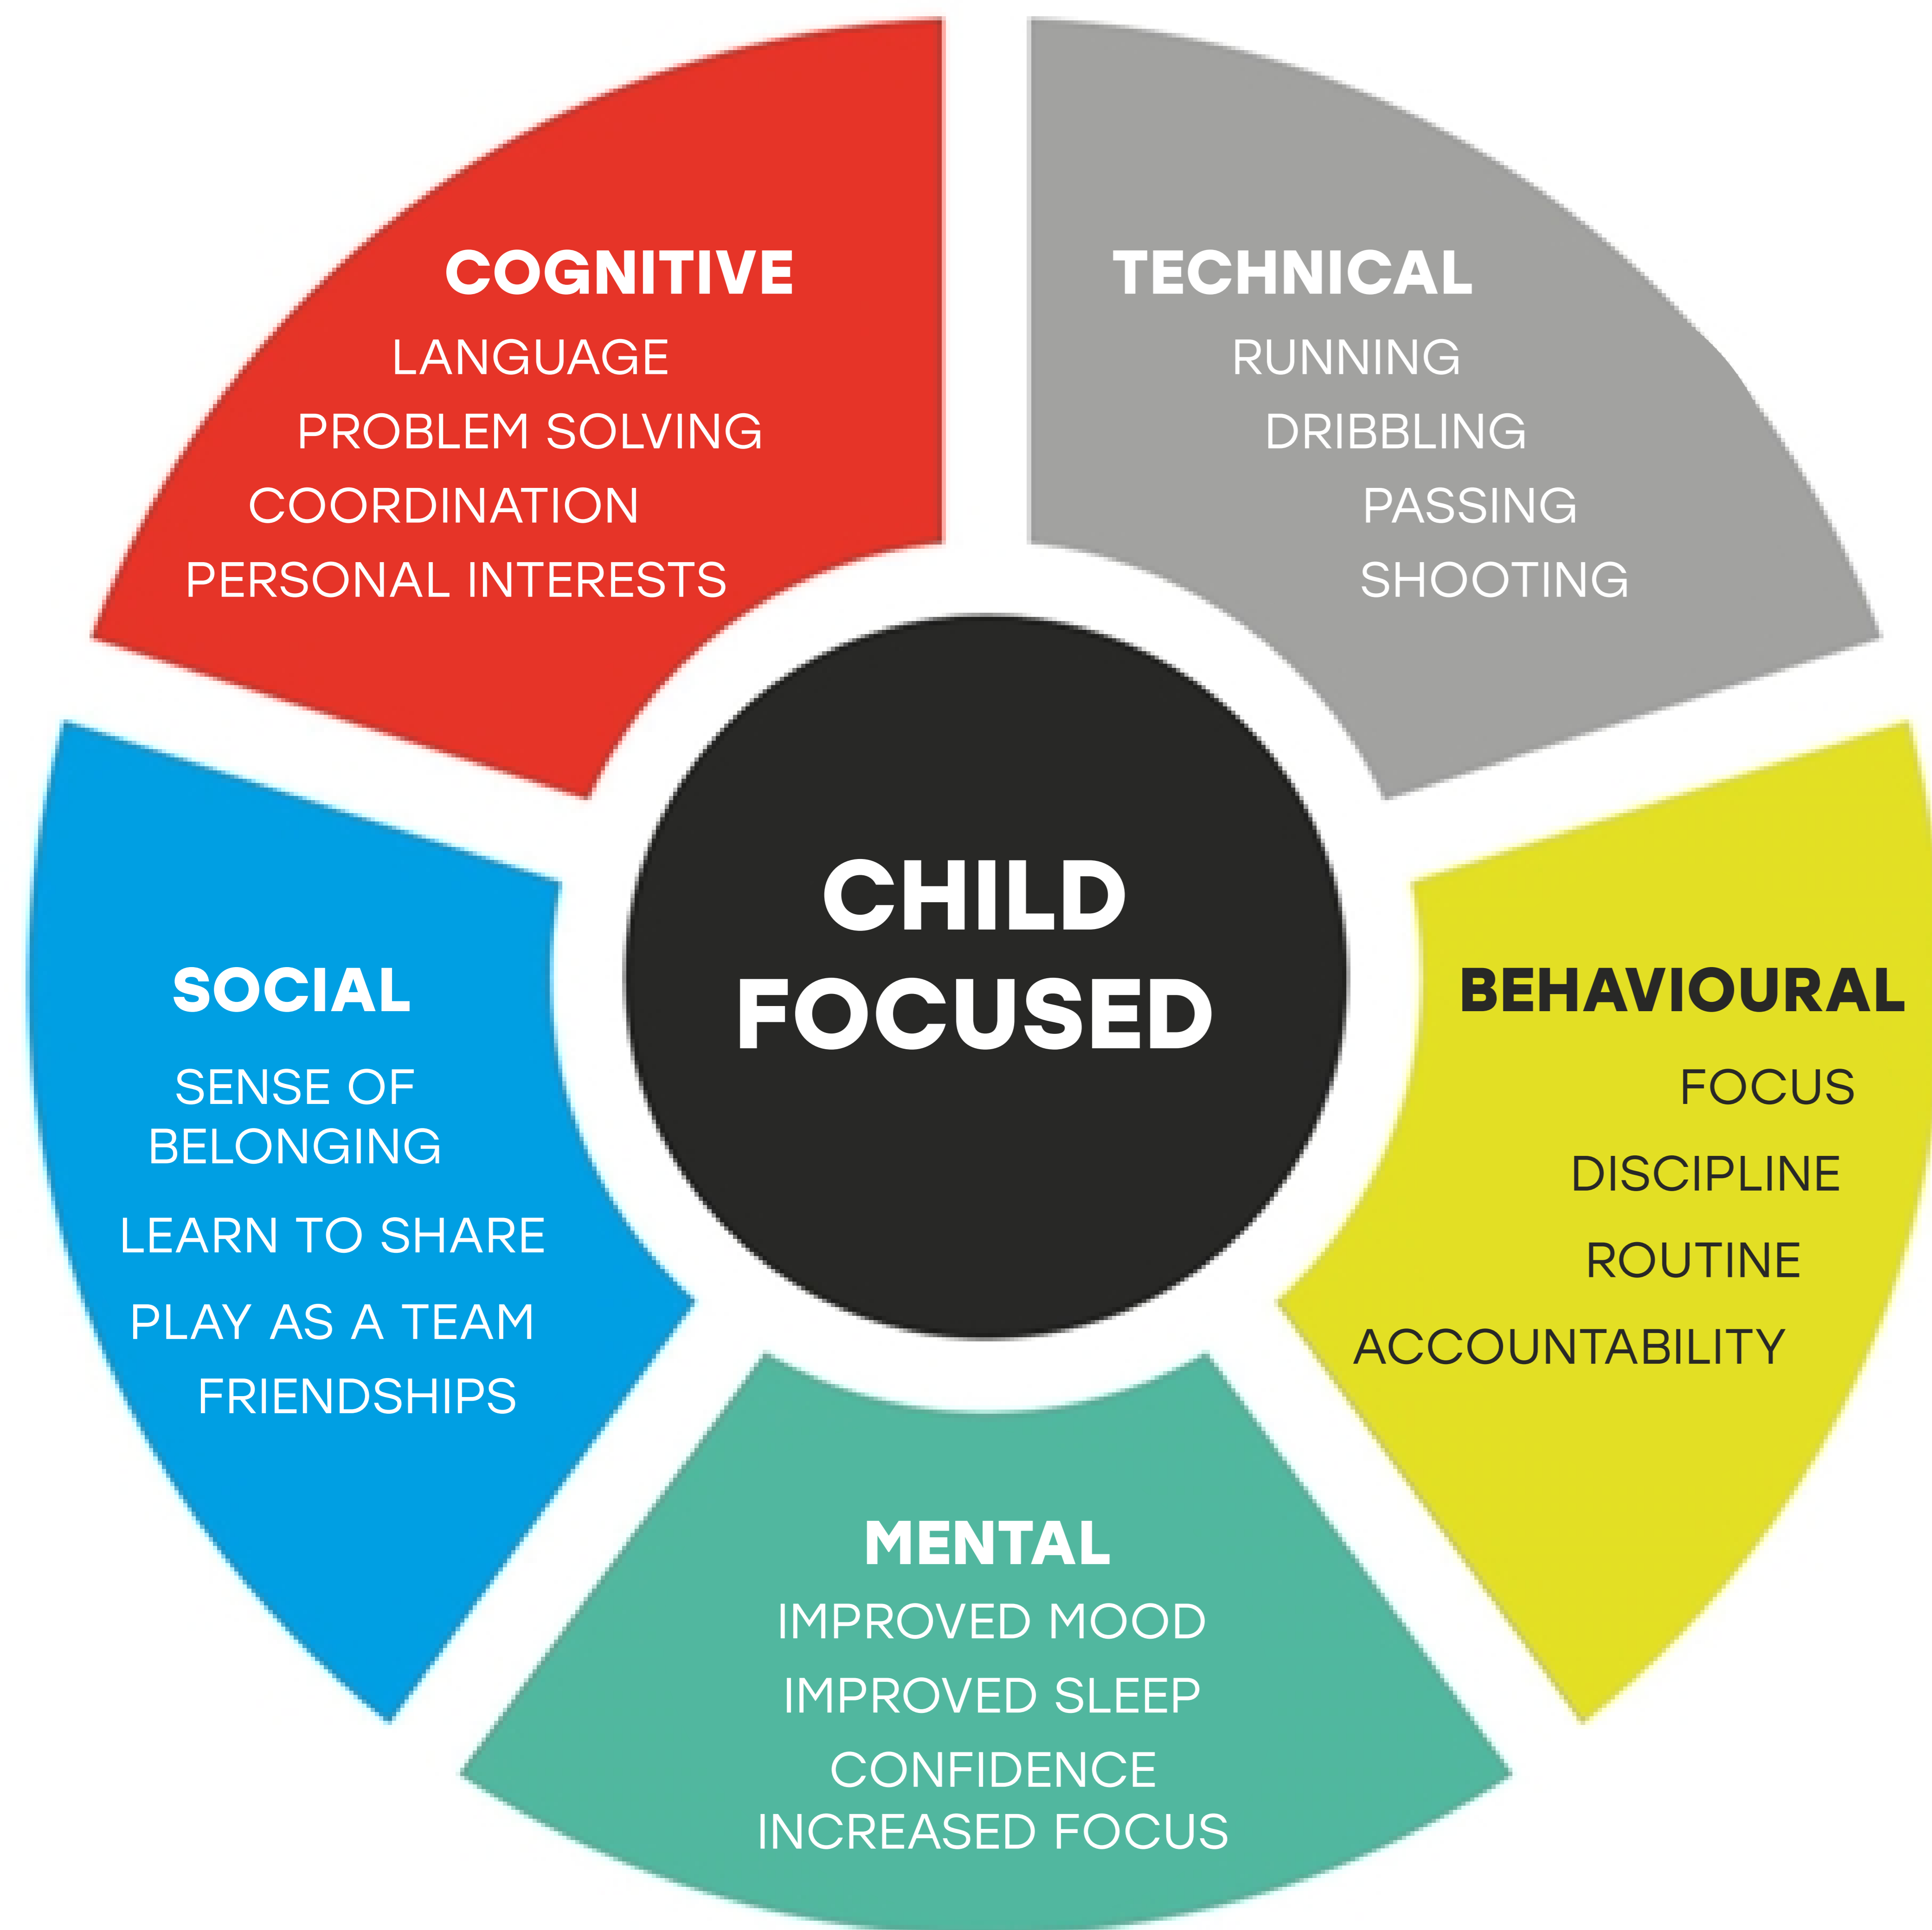 COGNITIVE
LANGUAGE
PROBLEM SOLVING
COORDINATION
PERSONAL INTERESTS
TECHNICAL
RUNNING
DRIBBLING
PASSING
SHOOTING
CHILD
FOCUSED
SOCIAL
SENSE OF
BELONGING
LEARN TO SHARE
PLAY AS A TEAM
FRIENDSHIPS
BEHAVIOURAL
FOCUS
DISCIPLINE
ROUTINE
ACCOUNTABILITY
MENTAL
IMPROVED MOOD
IMPROVED SLEEP
CONFIDENCE
INCREASED FOCUS